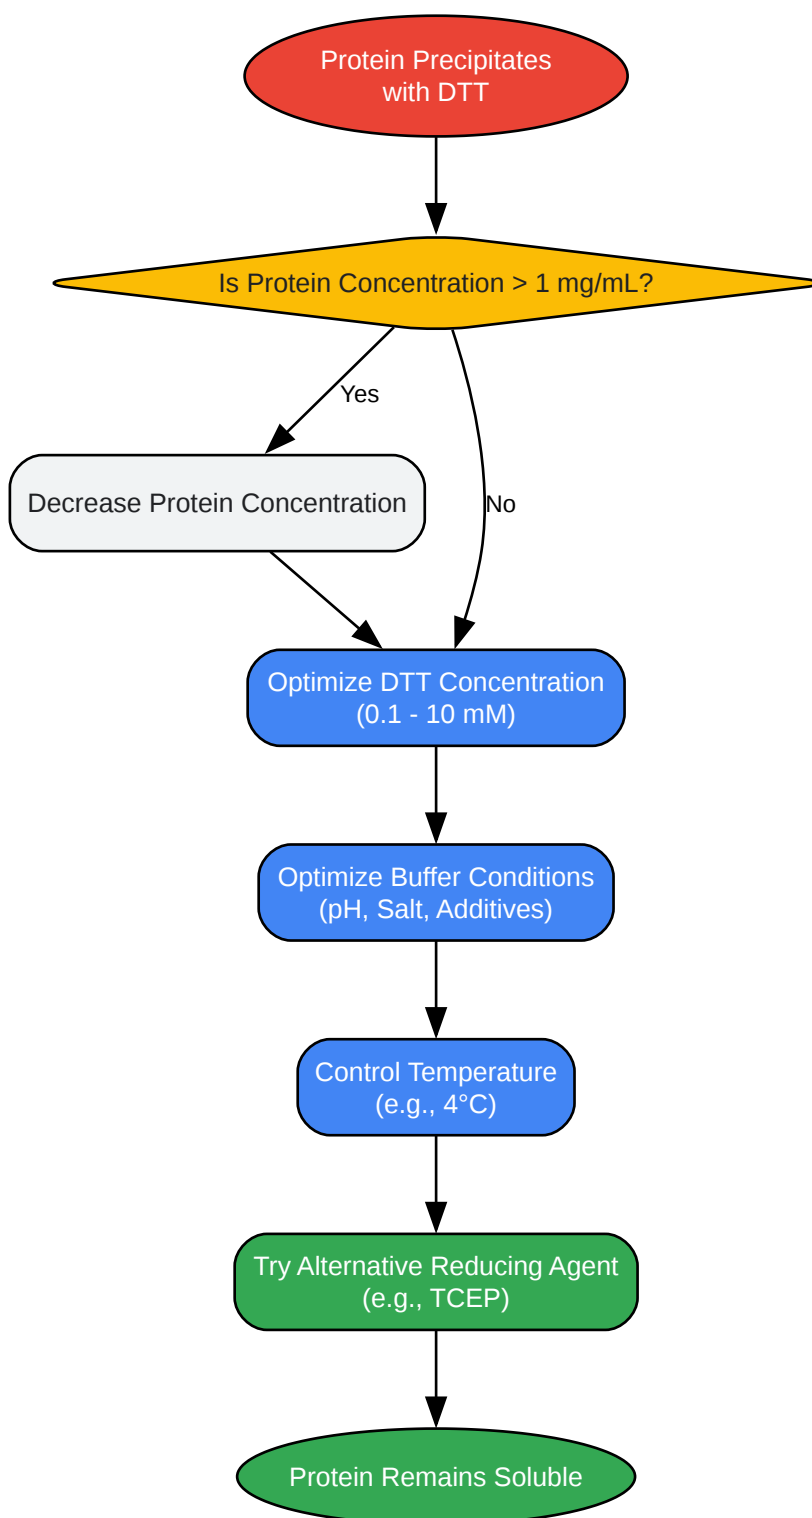 Protein Precipitates
with DTT
Is Protein Concentration > 1 mg/mL?
Yes
Decrease Protein Concentration
No
Optimize DTT Concentration
(0.1 - 10 mM)
Optimize Buffer Conditions
(pH, Salt, Additives)
Control Temperature
(e.g., 4°C)
Try Alternative Reducing Agent
(e.g., TCEP)
Protein Remains Soluble